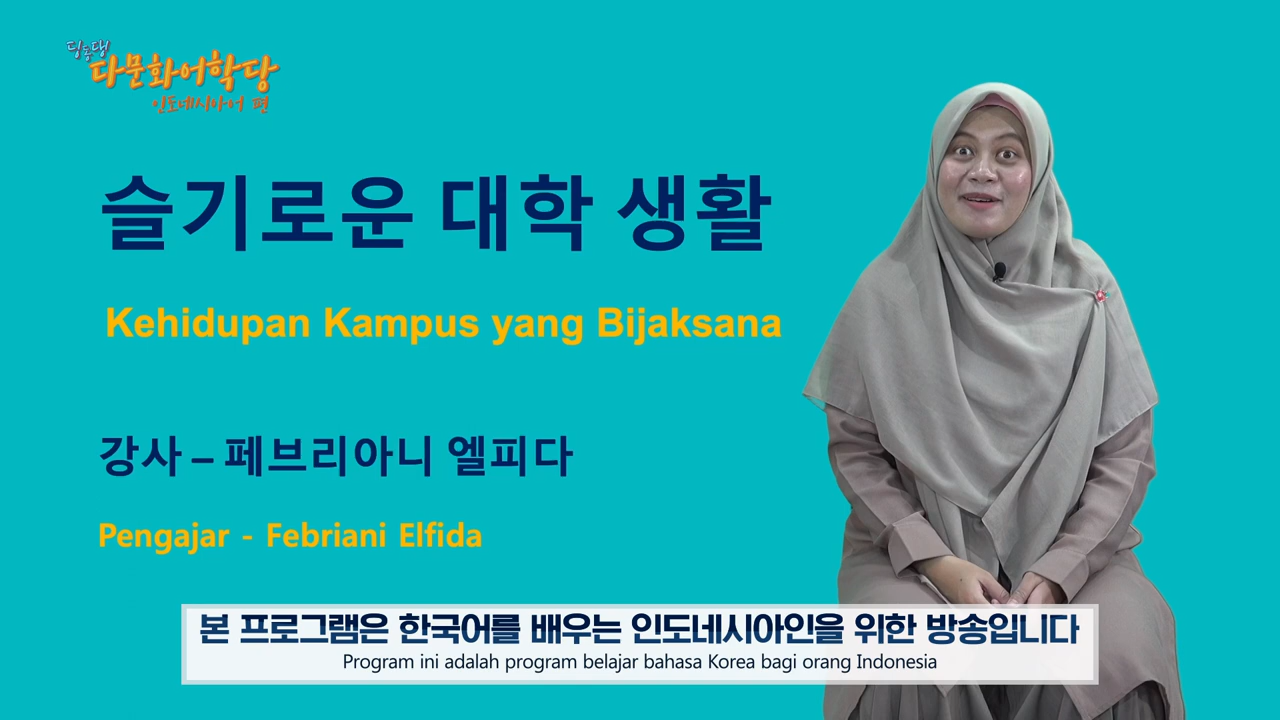 딩동댕
다문화어학당
인도네시아어 편
슬기로운 대학 생활
Kehidupan Kampus yang Bijaksana
강사 – 페브리아니 엘피다
Pengajar - Febriani Elfida
본 프로그램은 한국어를 배우는 인도네시아인을 위한 방송입니다
Program ini adalah program belajar bahasa Korea bagi orang Indonesia